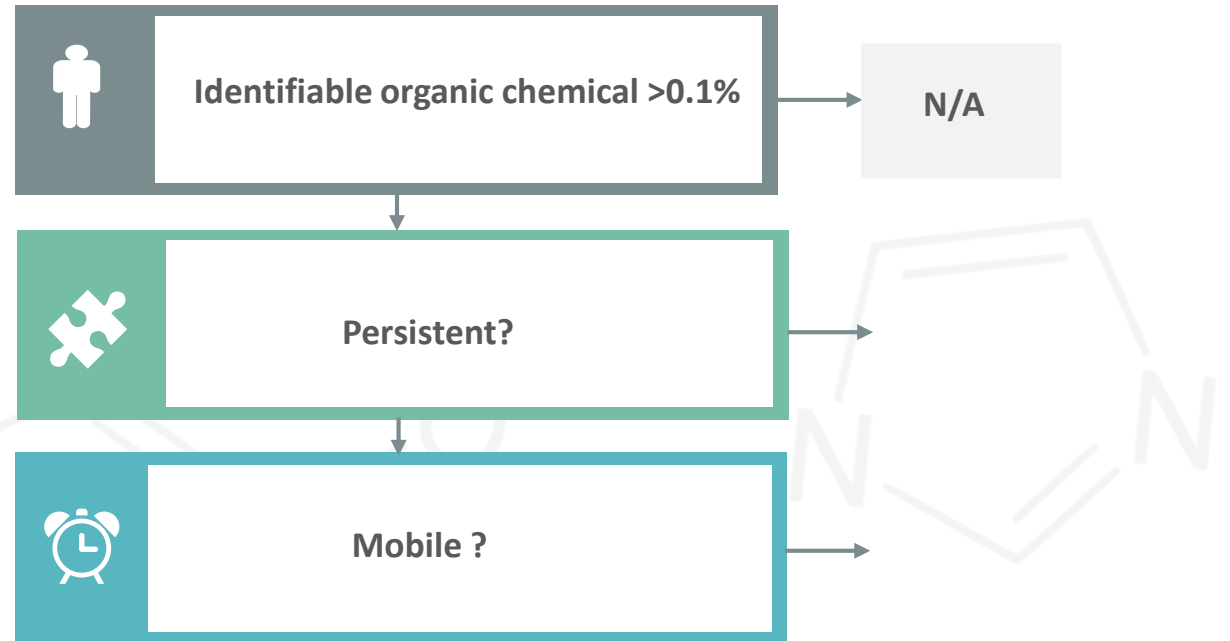 Identifiable organic chemical >0.1%
N/A
Persistent?
Mobile ?
N
N